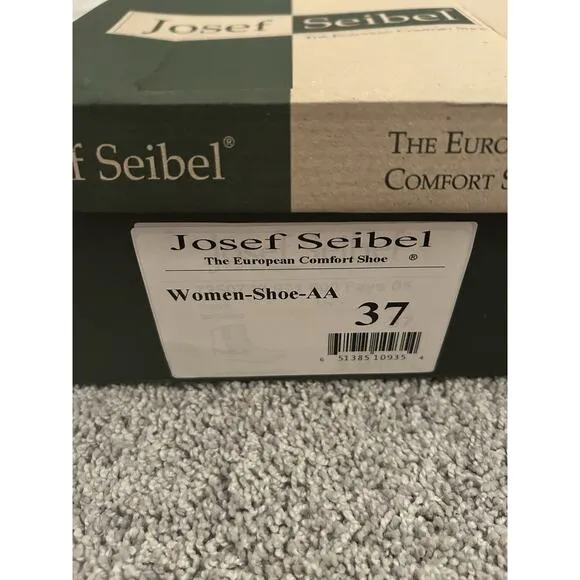 Josef Seibel
The European Comfort Shoe
f Seibel®
THE EURO
COMFORT S
Josef Seibel
The European Comfort Shoe ®
Women-Shoe-AA
37
6 51385 10935 4